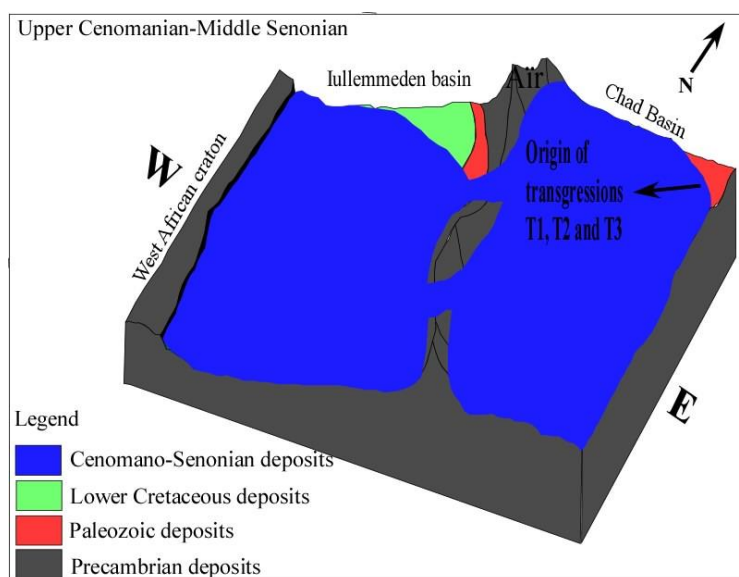 Upper Cenomanian-Middle Senonian
Iullemmeden basin
Aïr
N
Chad Basin
W
West African craton
Origin of
transgressions
T1, T2 and T3
E
Legend
Cenomano-Senonian deposits
Lower Cretaceous deposits
Paleozoic deposits
Precambrian deposits